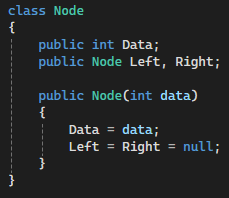 class Node
{
    public int Data;
    public Node Left, Right;

    public Node(int data)
    {
        Data = data;
        Left = Right = null;
    }
}